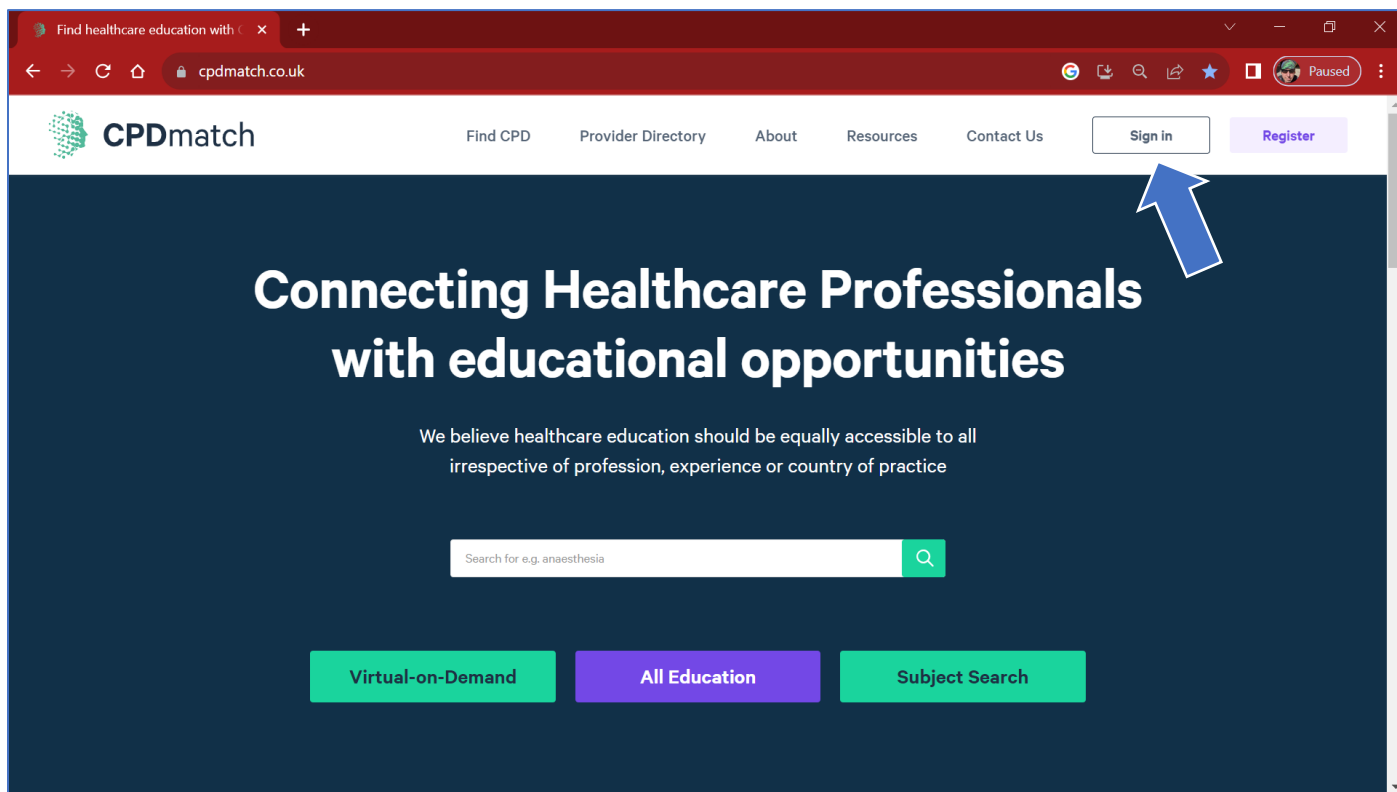 Find healthcare education with
cpdmatch.co.uk
Paused
CPDmatch
Find CPD
Provider Directory
About
Resources
Contact Us
Sign in
Register
Connecting Healthcare Professionals
with educational opportunities
We believe healthcare education should be equally accessible to all
irrespective of profession, experience or country of practice
Search for e.g. anaesthesia
Virtual-on-Demand
All Education
Subject Search